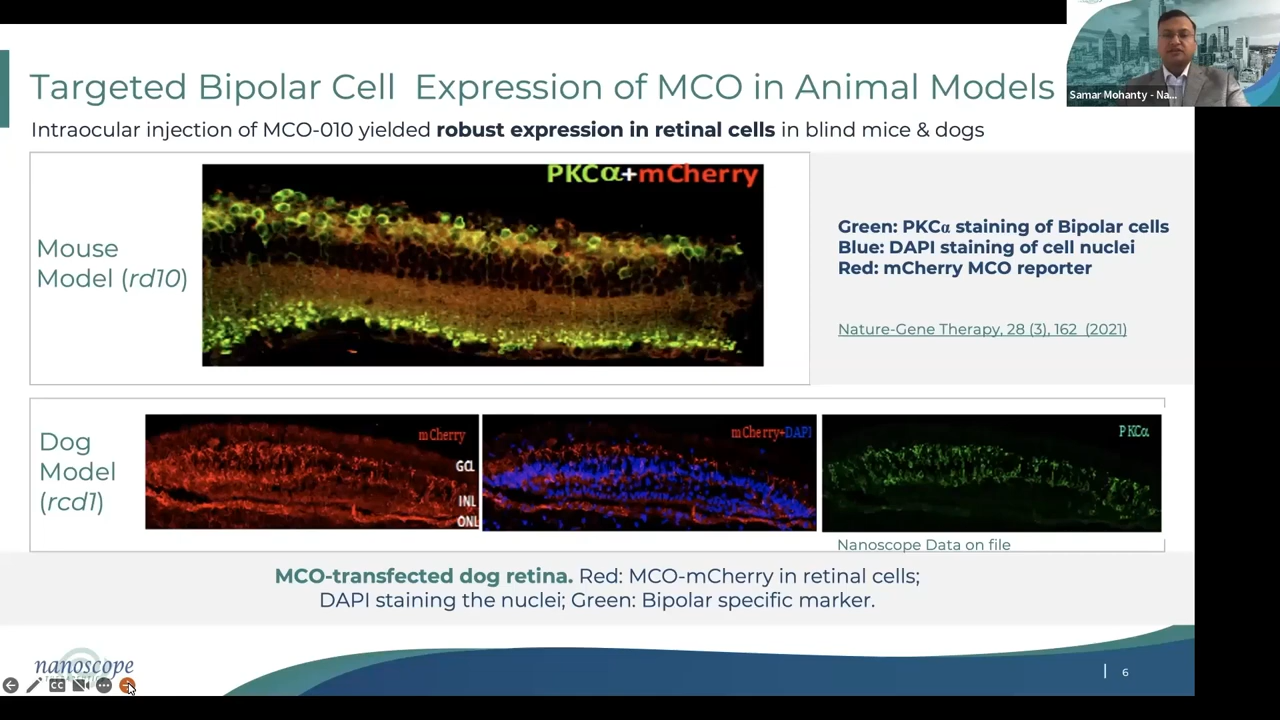 Samar Mohanty - Na...
Targeted Bipolar Cell Expression of MCO in Animal Models
Intraocular injection of MCO-010 yielded robust expression in retinal cells in blind mice & dogs
Mouse
Model (rd10)
PKCα+mCherry
Green: PKCα staining of Bipolar cells
Blue: DAPI staining of cell nuclei
Red: mCherry MCO reporter
Nature-Gene Therapy, 28 (3), 162 (2021)
Dog
Model
(rcd1)
mCherry
GCL
INL
ONL
mCherry+DAPI
PKCα
Nanoscope Data on file
MCO-transfected dog retina. Red: MCO-mCherry in retinal cells;
DAPI staining the nuclei; Green: Bipolar specific marker.
nanoscope
CC
6